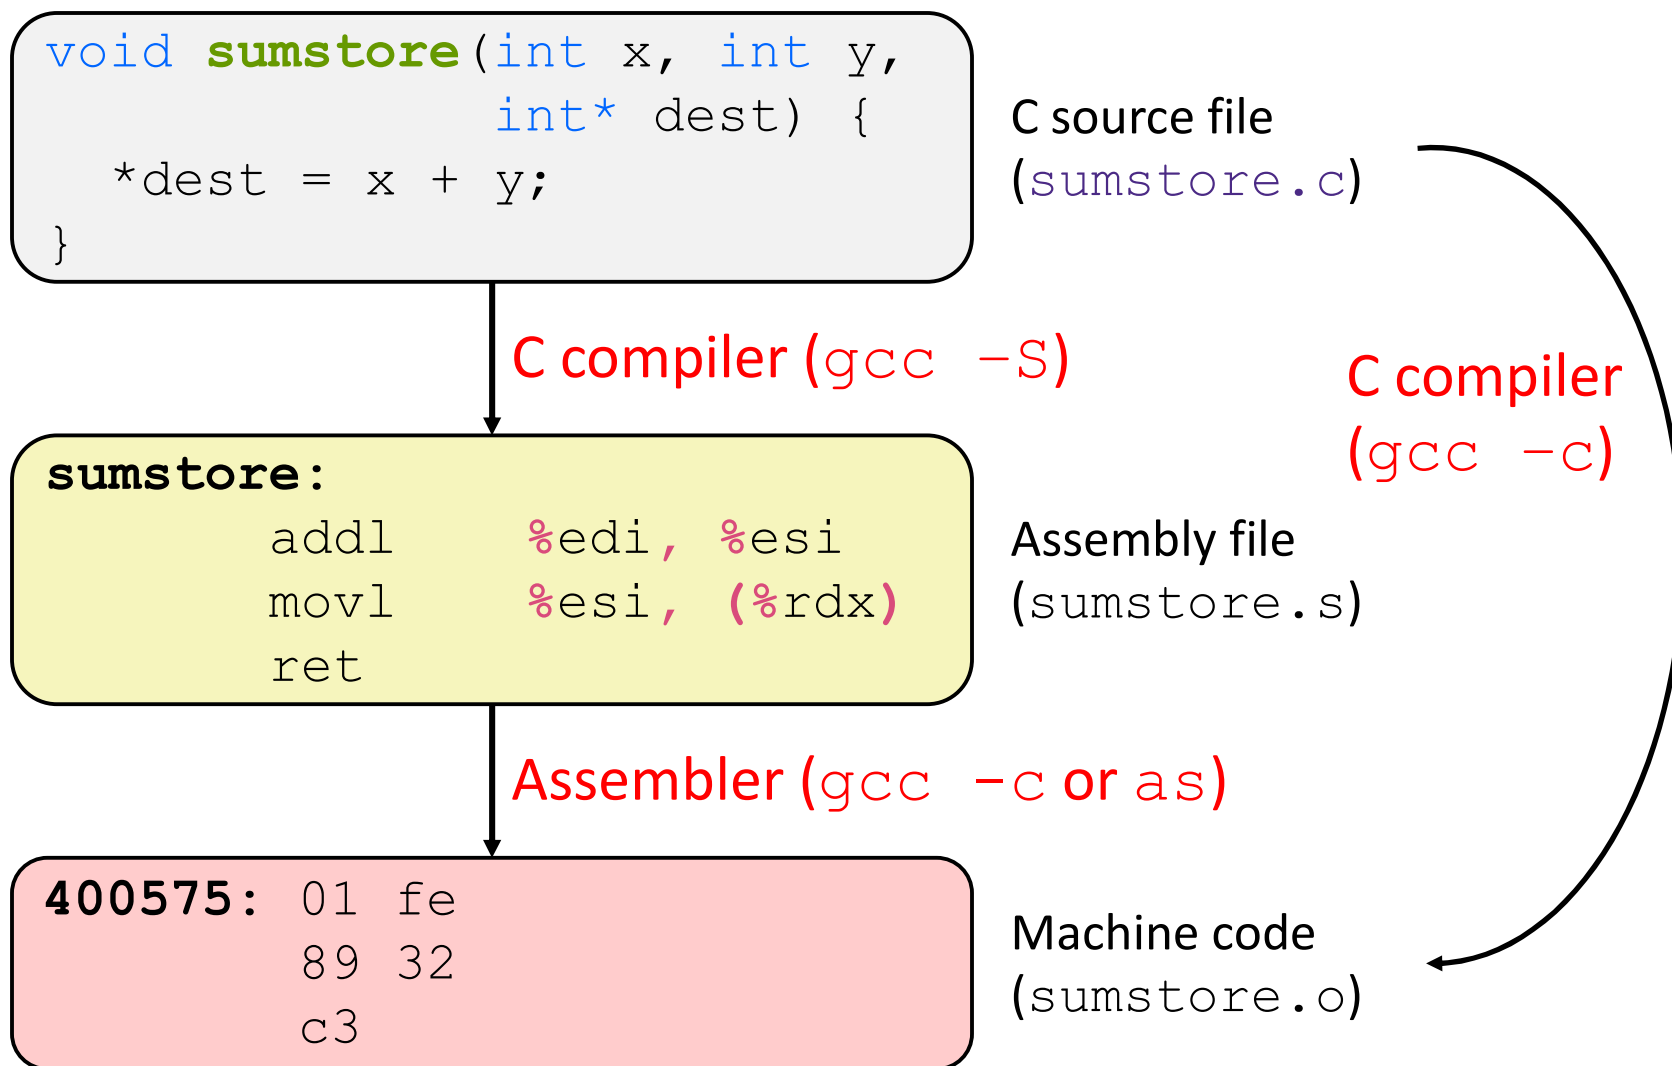 void sumstore(int x, int y,
int* dest) {
*dest = x + y;
}
C source file
(sumstore.c)
C compiler (gcc –S)
C compiler
(gcc –c)
sumstore:
addl %edi, %esi
movl %esi, (%rdx)
ret
Assembly file
(sumstore.s)
Assembler (gcc –c or as)
400575: 01 fe
89 32
c3
Machine code
(sumstore.o)